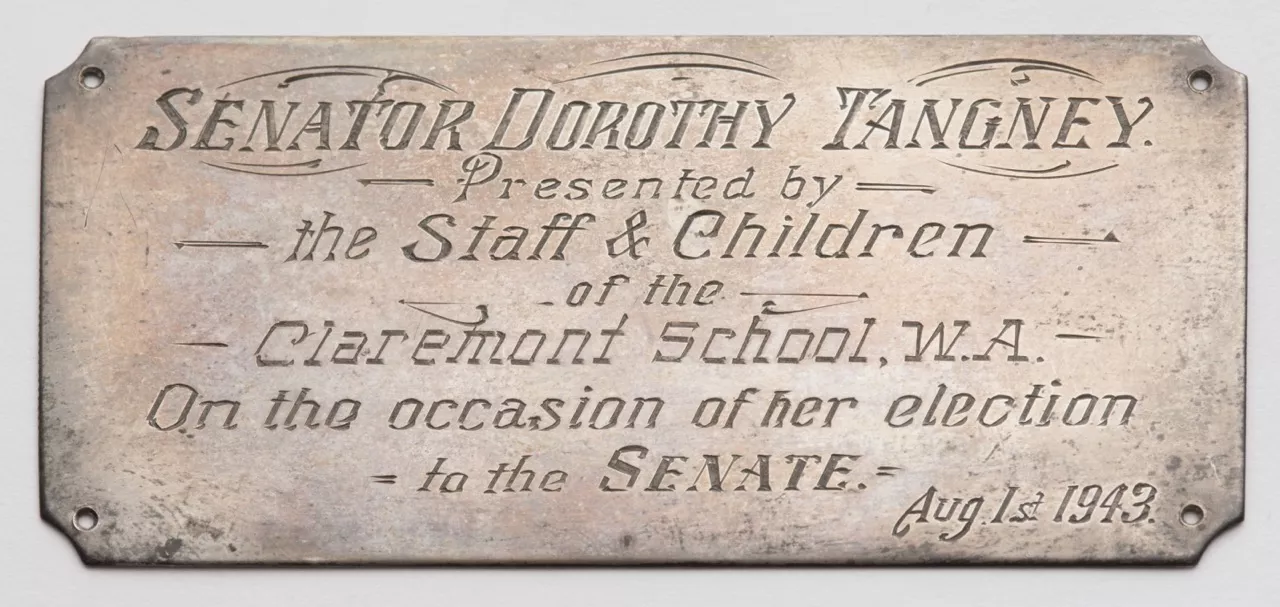 SENATOR DOROTHY TANGNEY.
Presented by
the Staff & Children
of the
Claremont School, W.A.
On the occasion of her election
to the SENATE.
Aug. 1st 1943.